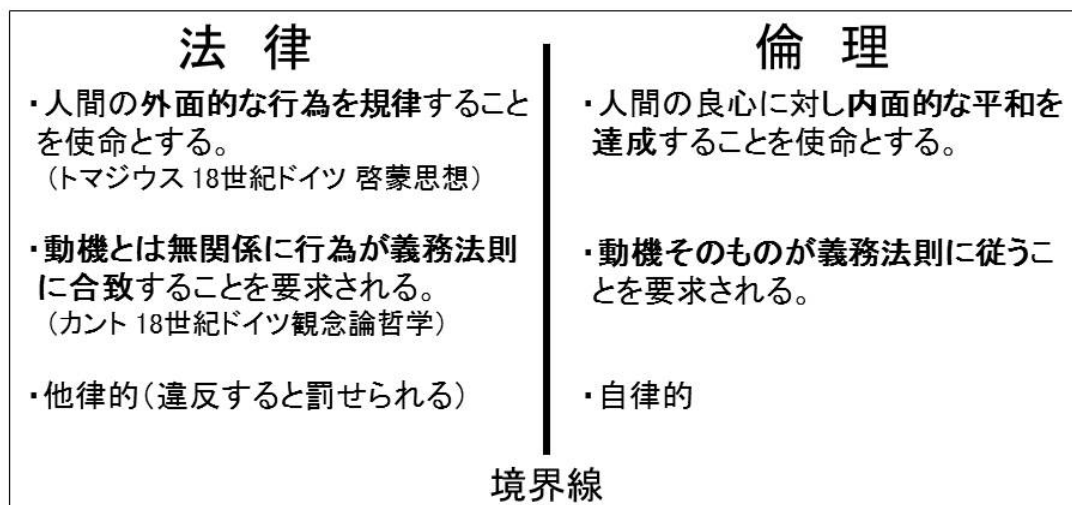 法 律
・人間の外面的な行為を規律すること
を使命とする。
（トマジウス 18世紀ドイツ 啓蒙思想）
・動機とは無関係に行為が義務法則
に合致することを要求される。
（カント 18世紀ドイツ観念論哲学）
・他律的（違反すると罰せられる）
倫 理
・人間の良心に対し内面的な平和を
達成することを使命とする。
・動機そのものが義務法則に従うこ
とを要求される。
・自律的
境界線